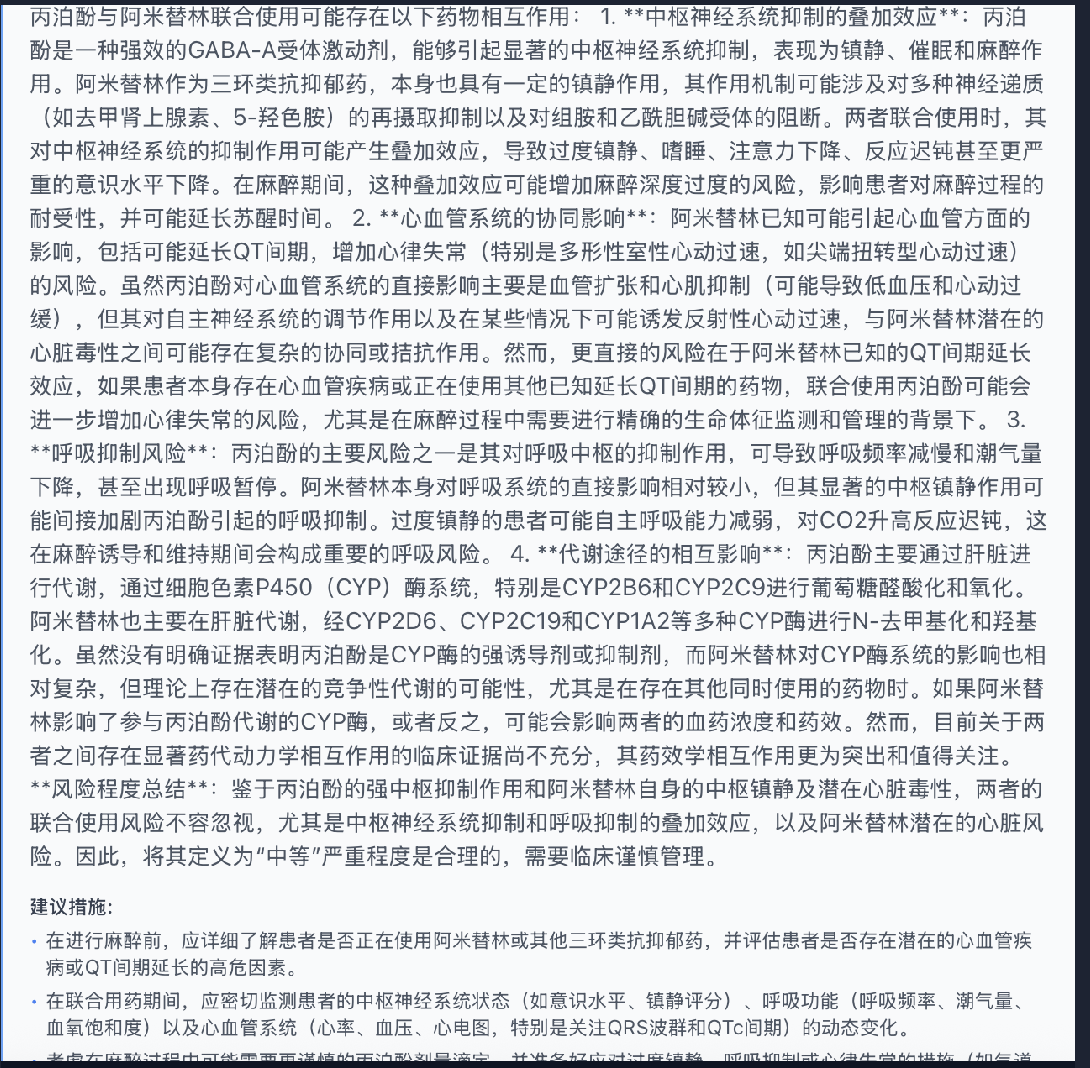 丙泊酚与阿米替林联合使用可能存在以下药物相互作用： 1. **中枢神经系统抑制的叠加效应**：丙泊
酚是一种强效的GABA-A受体激动剂，能够引起显著的中枢神经系统抑制，表现为镇静、催眠和麻醉作
用。阿米替林作为三环类抗抑郁药，本身也具有一定的镇静作用，其作用机制可能涉及对多种神经递质
（如去甲肾上腺素、5-羟色胺）的再摄取抑制以及对组胺和乙酰胆碱受体的阻断。两者联合使用时，其
对中枢神经系统的抑制作用可能产生叠加效应，导致过度镇静、嗜睡、注意力下降、反应迟钝甚至更严
重的意识水平下降。在麻醉期间，这种叠加效应可能增加麻醉深度过度的风险，影响患者对麻醉过程的
耐受性，并可能延长苏醒时间。 2. **心血管系统的协同影响**：阿米替林已知可能引起心血管方面的
影响，包括可能延长QT间期，增加心律失常（特别是多形性室性心动过速，如尖端扭转型心动过速）
的风险。虽然丙泊酚对心血管系统的直接影响主要是血管扩张和心肌抑制（可能导致低血压和心动过
缓），但其对自主神经系统的调节作用以及在某些情况下可能诱发反射性心动过速，与阿米替林潜在的
心脏毒性之间可能存在复杂的协同或拮抗作用。然而，更直接的风险在于阿米替林已知的QT间期延长
效应，如果患者本身存在心血管疾病或正在使用其他已知延长QT间期的药物，联合使用丙泊酚可能会
进一步增加心律失常的风险，尤其是在麻醉过程中需要进行精确的生命体征监测和管理的背景下。 3.
**呼吸抑制风险**：丙泊酚的主要风险之一是其对呼吸中枢的抑制作用，可导致呼吸频率减慢和潮气量
下降，甚至出现呼吸暂停。阿米替林本身对呼吸系统的直接影响相对较小，但其显著的中枢镇静作用可
能间接加剧丙泊酚引起的呼吸抑制。过度镇静的患者可能自主呼吸能力减弱，对CO2升高反应迟钝，这
在麻醉诱导和维持期间会构成重要的呼吸风险。 4. **代谢途径的相互影响**：丙泊酚主要通过肝脏进
行代谢，通过细胞色素P450（CYP）酶系统，特别是CYP2B6和CYP2C9进行葡萄糖醛酸化和氧化。
阿米替林也主要在肝脏代谢，经CYP2D6、CYP2C19和CYP1A2等多种CYP酶进行N-去甲基化和羟基
化。虽然没有明确证据表明丙泊酚是CYP酶的强诱导剂或抑制剂，而阿米替林对CYP酶系统的影响也相
对复杂，但理论上存在潜在的竞争性代谢的可能性，尤其是在存在其他同时使用的药物时。如果阿米替
林影响了参与丙泊酚代谢的CYP酶，或者反之，可能会影响两者的血药浓度和药效。然而，目前关于两
者之间存在显著药代动力学相互作用的临床证据尚不充分，其药效学相互作用更为突出和值得关注。
**风险程度总结**：鉴于丙泊酚的强中枢抑制作用和阿米替林自身的中枢镇静及潜在心脏毒性，两者的
联合使用风险不容忽视，尤其是中枢神经系统抑制和呼吸抑制的叠加效应，以及阿米替林潜在的心脏风
险。因此，将其定义为“中等”严重程度是合理的，需要临床谨慎管理。
建议措施：
• 在进行麻醉前，应详细了解患者是否正在使用阿米替林或其他三环类抗抑郁药，并评估患者是否存在潜在的心血管疾
病或QT间期延长的高危因素。
• 在联合用药期间，应密切监测患者的中枢神经系统状态（如意识水平、镇静评分）、呼吸功能（呼吸频率、潮气量、
血氧饱和度）以及心血管系统（心率、血压、心电图，特别是关注QRS波群和QTc间期）的动态变化。
• 考虑在麻醉过程中可能需要更谨慎的丙泊酚剂量滴定，并准备好应对过度镇静、呼吸抑制或心律失常的措施（如气道